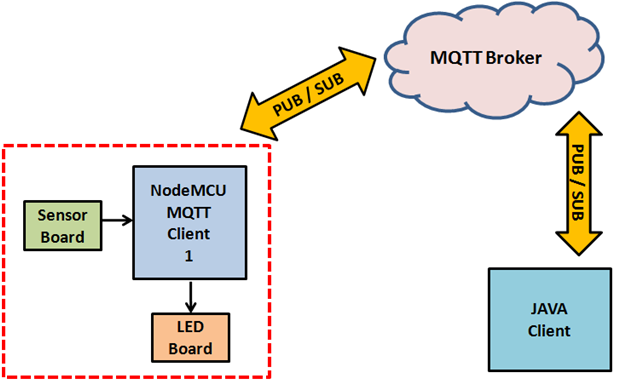 MQTT Broker
PUB / SUB
PUB / SUB
NodeMCU
MQTT
Client
1
Sensor
Board
LED
Board
JAVA
Client